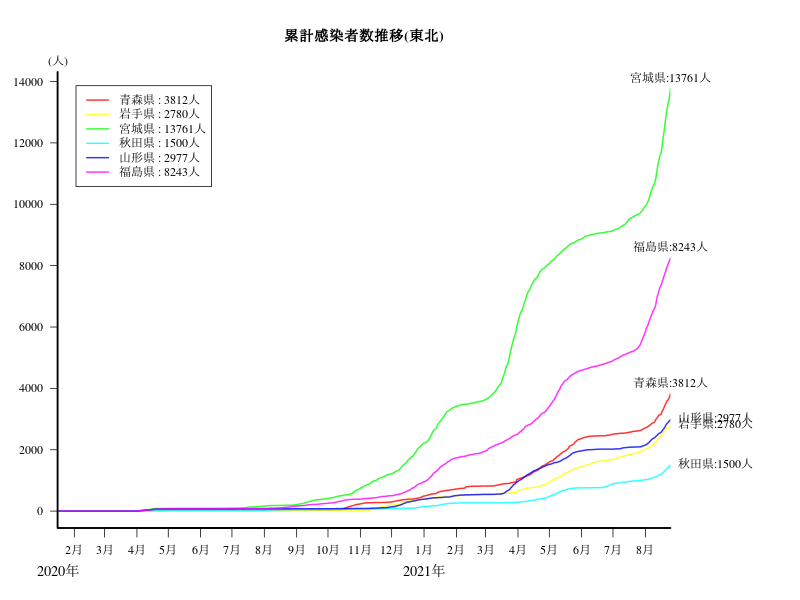 累計感染者数推移(東北)
(人)
14000
12000
10000
8000
6000
4000
2000
0
青森県 : 3812人
岩手県 : 2780人
宮城県 : 13761人
秋田県 : 1500人
山形県 : 2977人
福島県 : 8243人
宮城県:13761人
福島県:8243人
青森県:3812人
山形県:2977人
岩手県:2780人
秋田県:1500人
2月 3月 4月 5月 6月 7月 8月 9月 10月 11月 12月 1月 2月 3月 4月 5月 6月 7月 8月
2020年 2021年